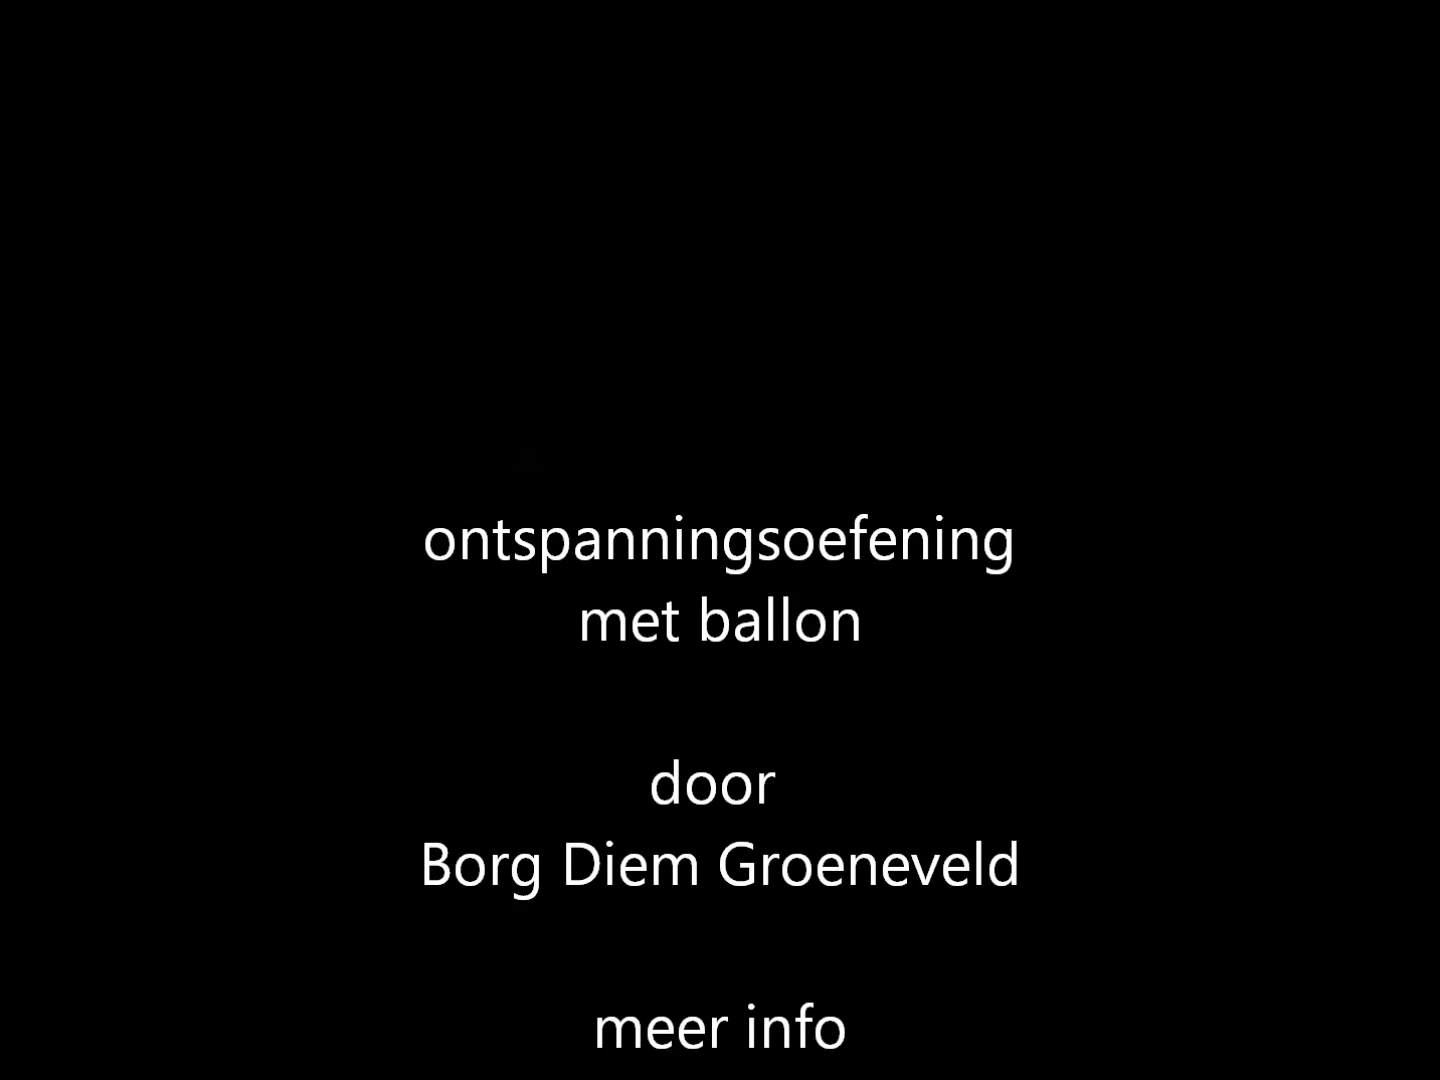 ontspanningsoefening
met ballon
door
Borg Diem Groeneveld
meer info